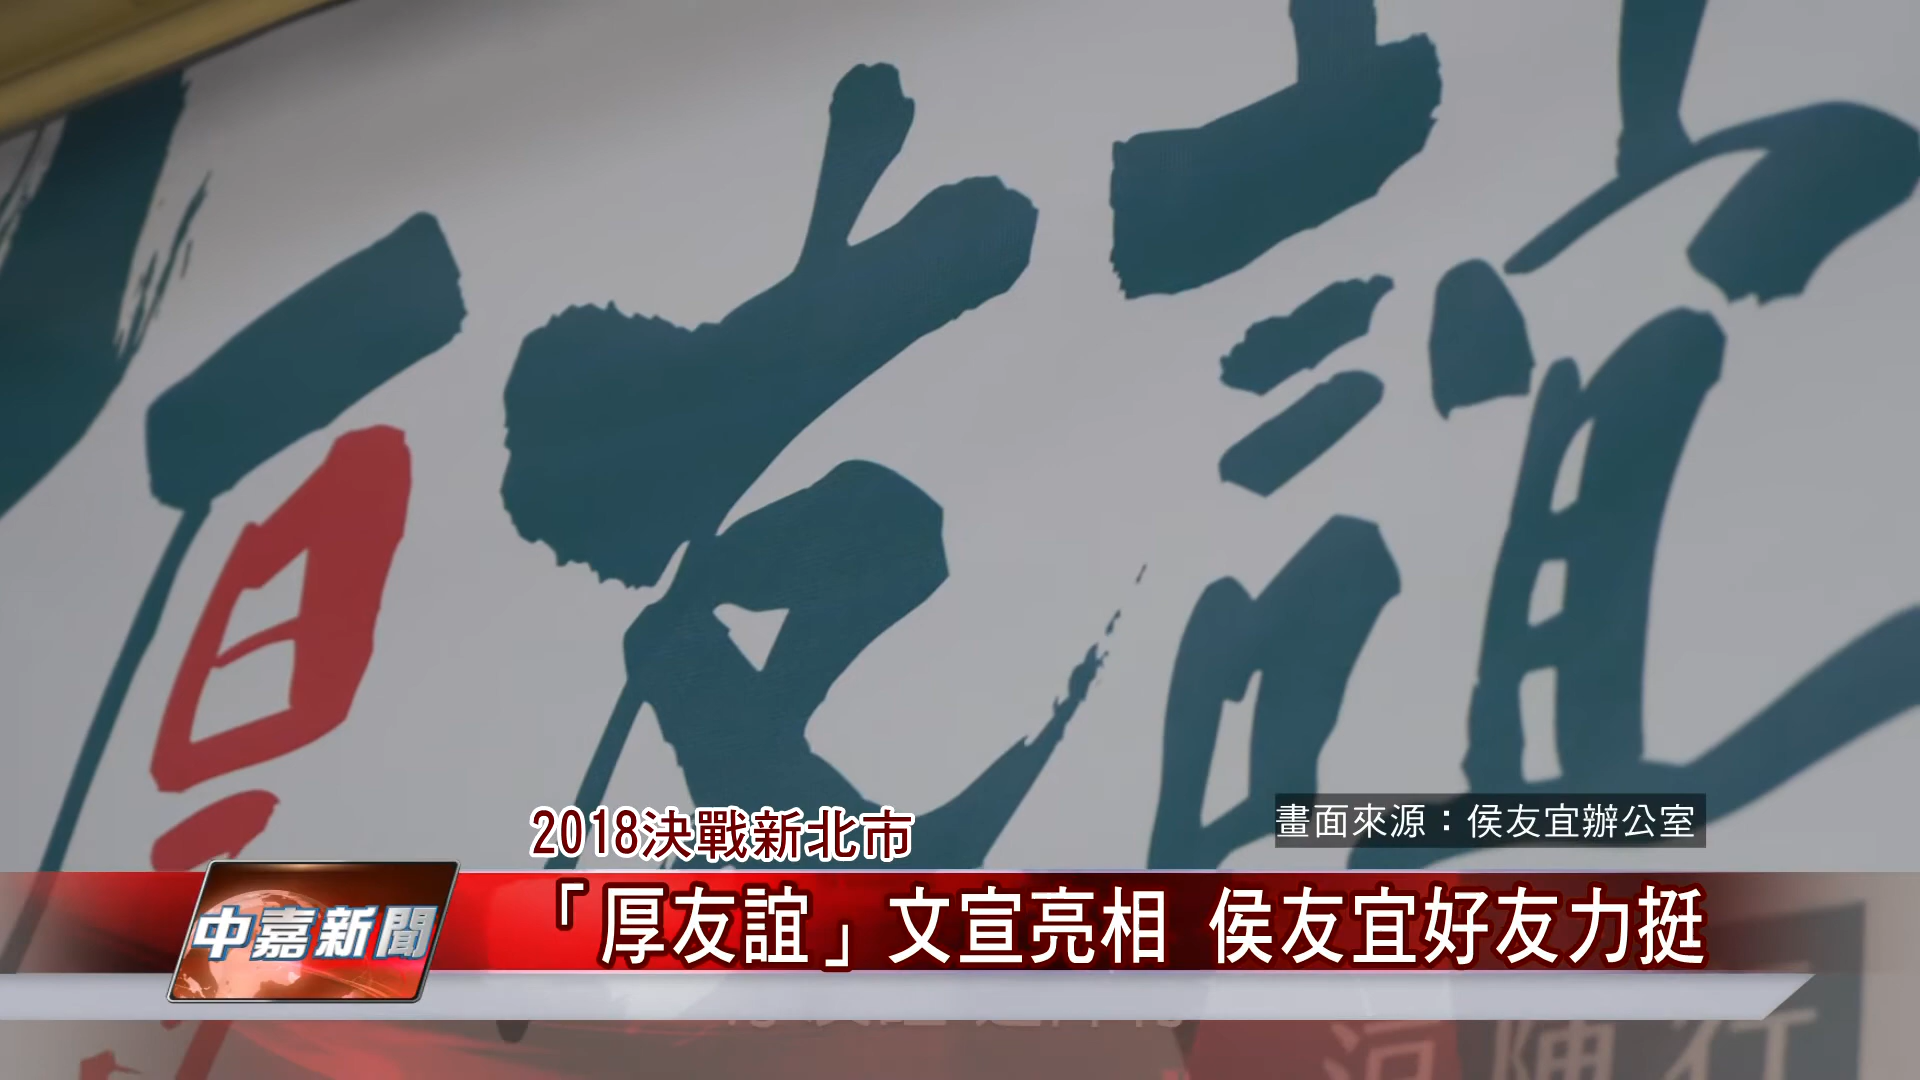 厚友誼
2018決戰新北市
畫面來源：侯友宜辦公室
中嘉新聞
「厚友誼」文宣亮相 侯友宜好友力挺